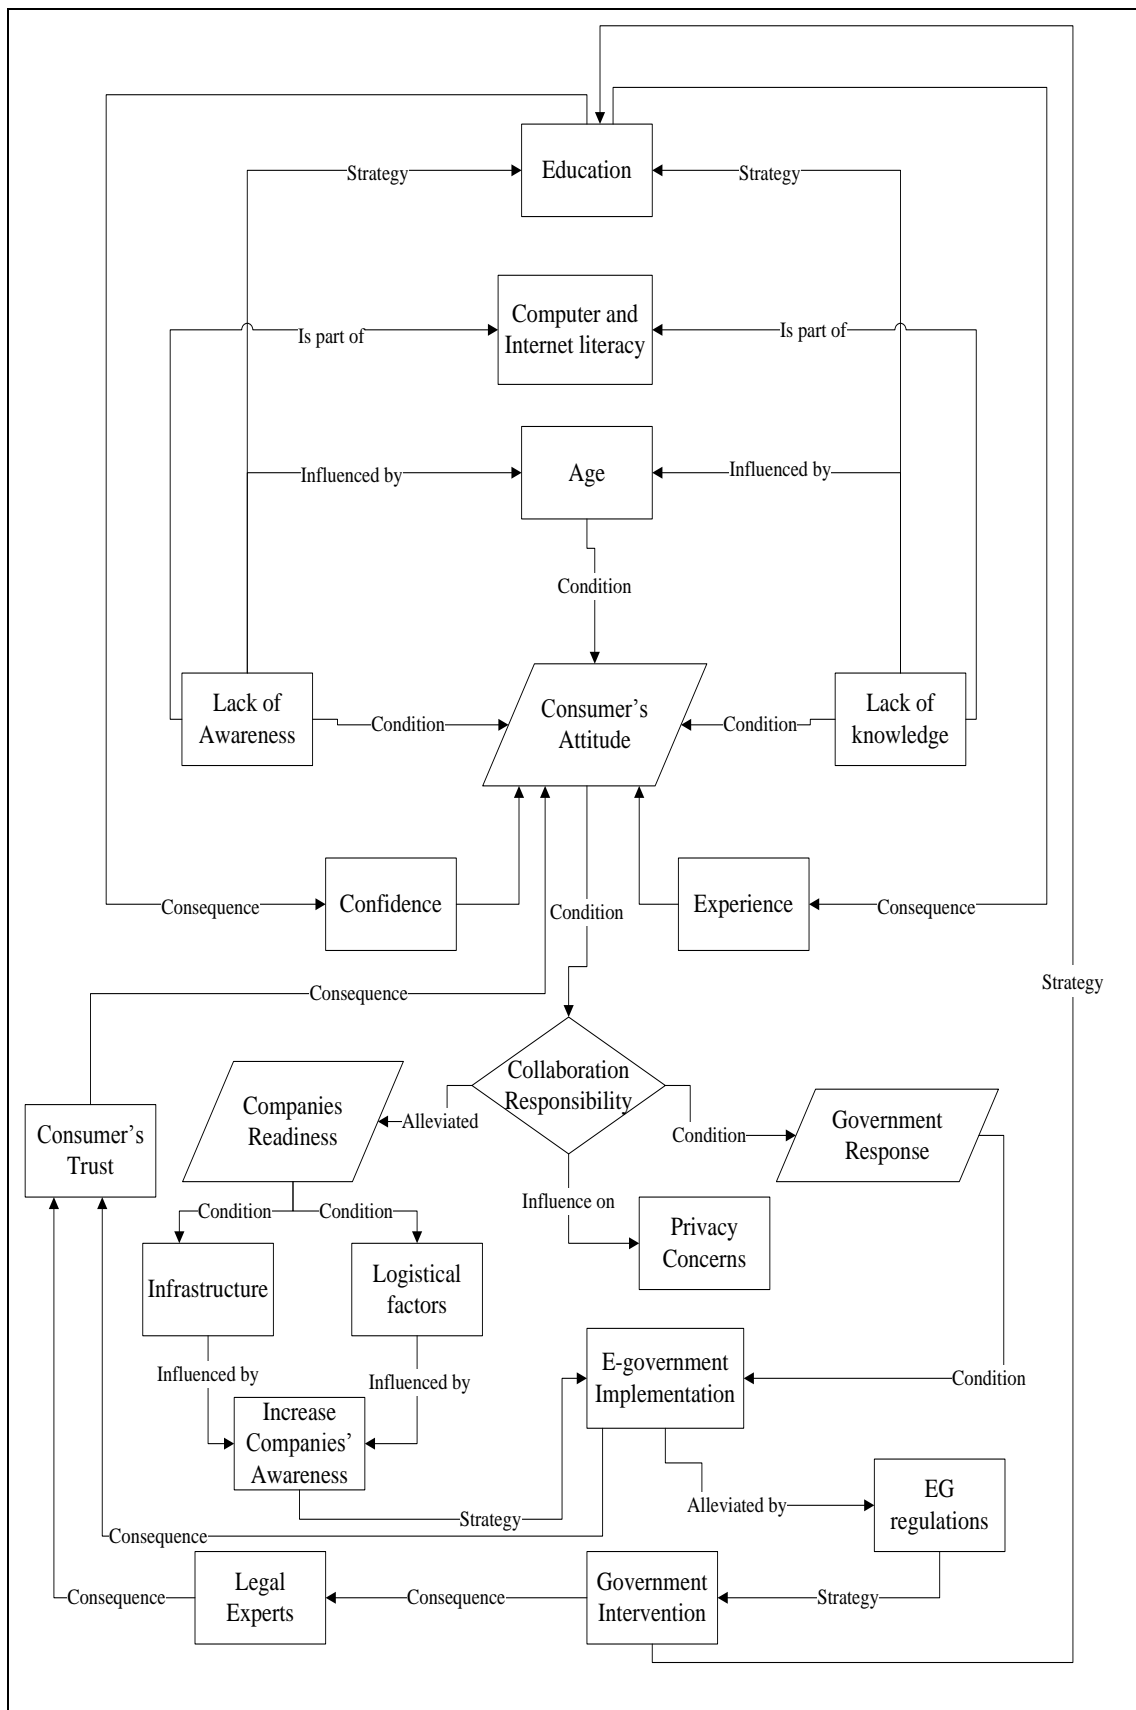 Strategy
Education
Strategy
Is part of
Computer and
Internet literacy
Is part of
Influenced by
Age
Influenced by
Condition
Lack of
Awareness
Condition
Consumer's
Attitude
Condition
Lack of
knowledge
Consequence
Confidence
Condition
Experience
Consequence
Consequence
Strategy
Collaboration
Responsibility
Companies
Readiness
Alleviated
Condition
Government
Response
Consumer's
Trust
Condition
Condition
Influence on
Privacy
Concerns
Infrastructure
Logistical
factors
Influenced by
Influenced by
E-government
Implementation
Condition
Increase
Companies'
Awareness
Strategy
Alleviated by
EG
regulations
Consequence
Consequence
Legal
Experts
Consequence
Government
Intervention
Strategy